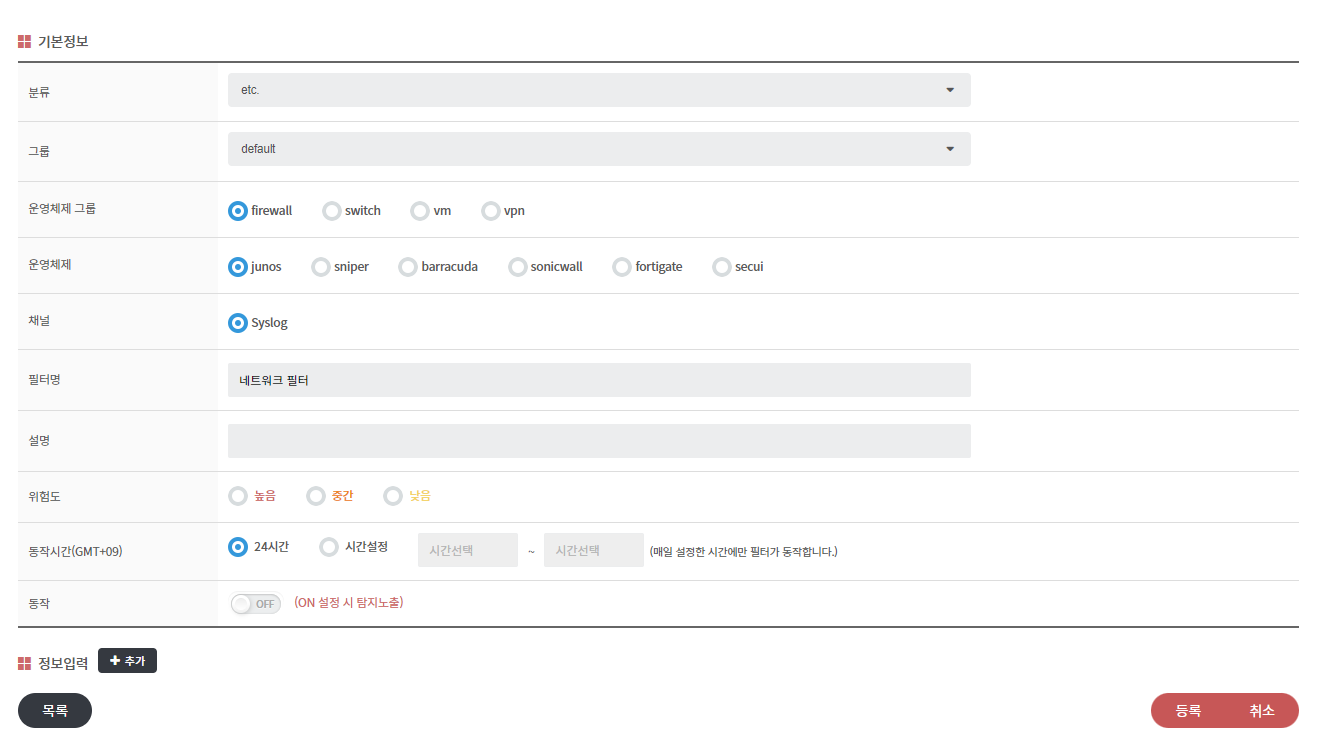 기본정보
분류 etc.
그룹 default
운영체제 그룹 firewall switch vm vpn
운영체제 junos sniper barracuda sonicwall fortigate secui
채널 Syslog
필터명 네트워크 필터
설명
위험도 높음 중간 낮음
동작시간(GMT+09) 24시간 시간설정 시간선택 ~ 시간선택 (매일 설정한 시간에만 필터가 동작합니다.)
동작 OFF (ON 설정 시 탐지노출)
정보입력 + 추가
목록 등록 취소